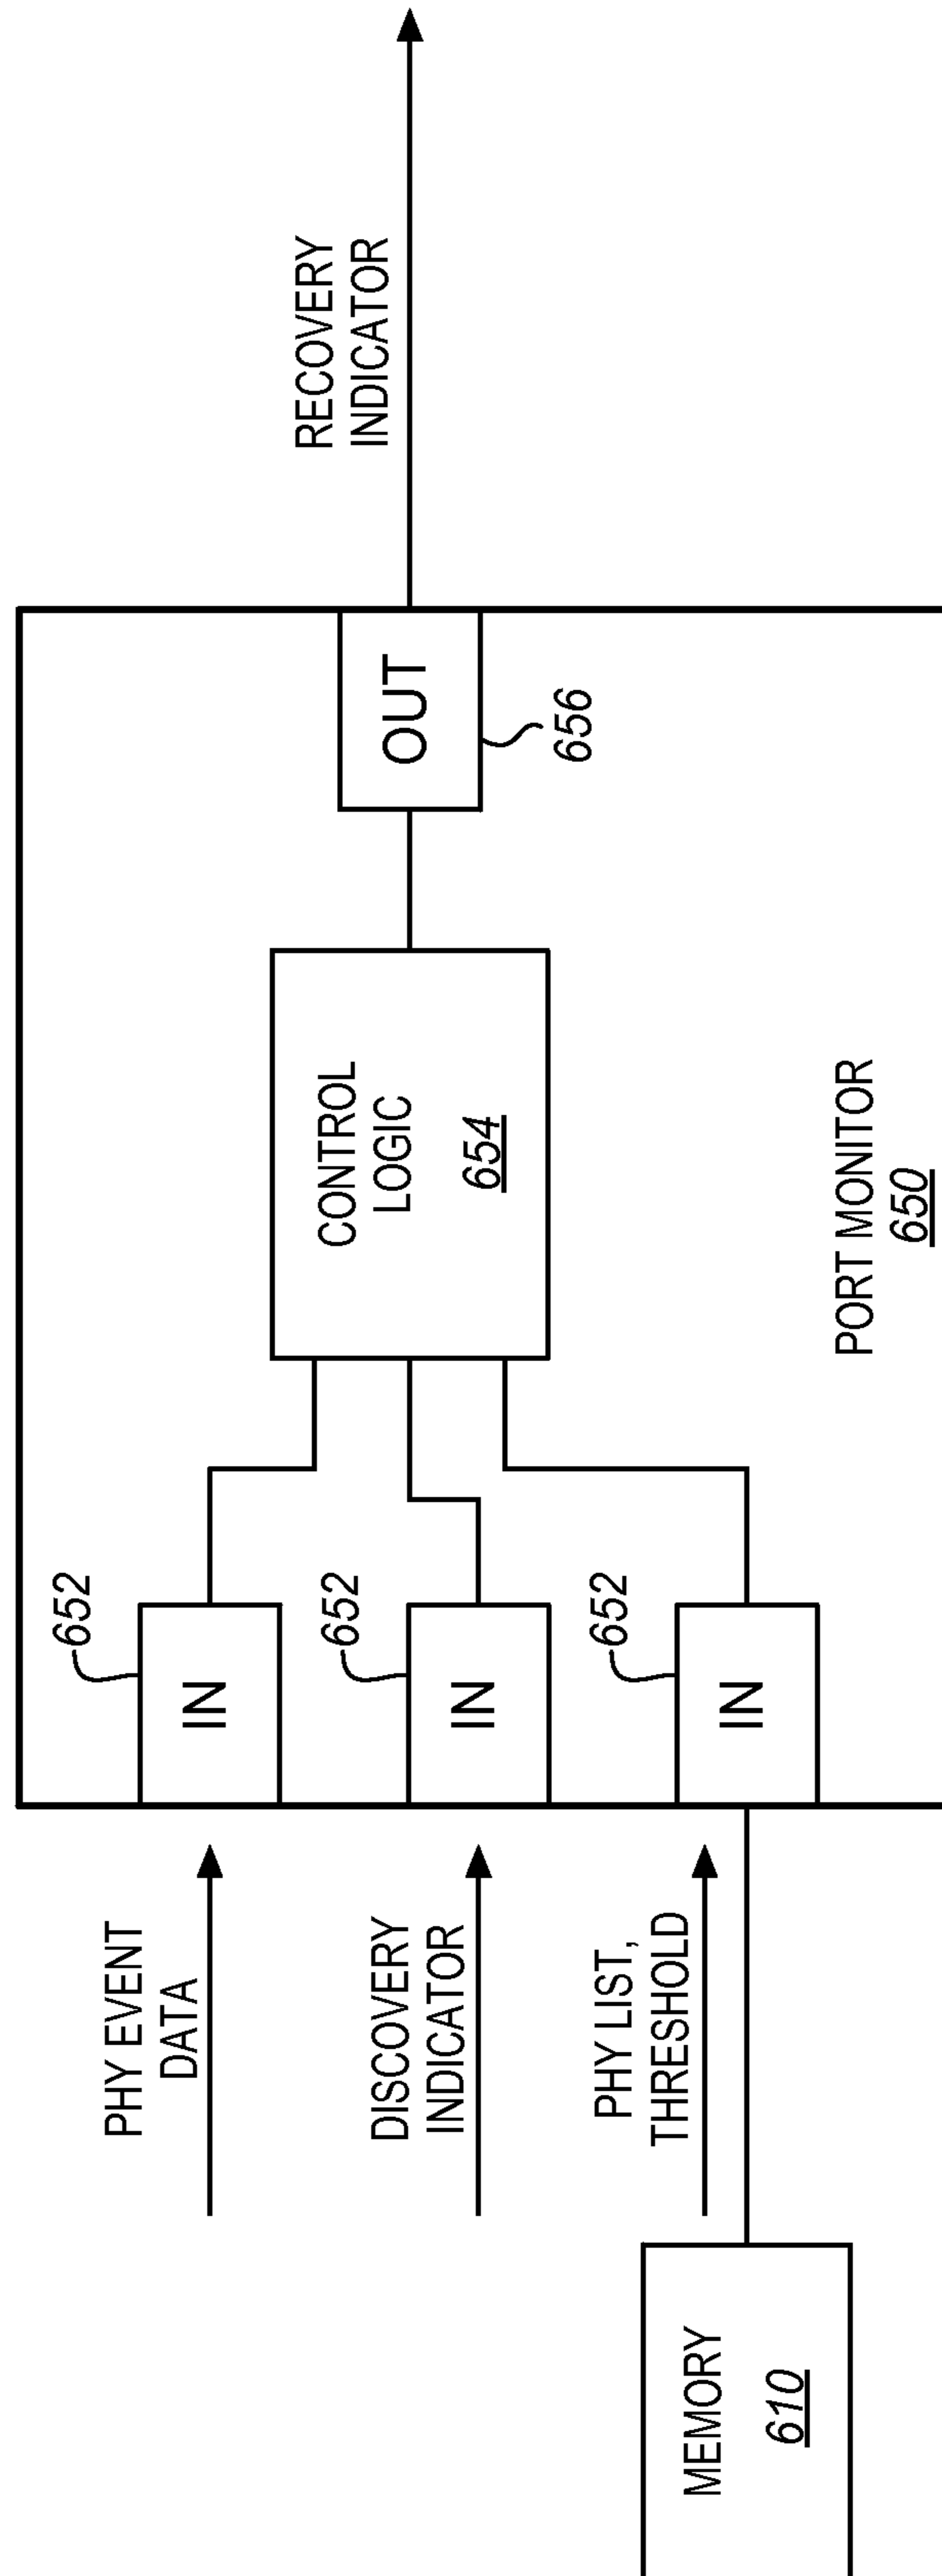 PHY EVENT
DATA
DISCOVERY
INDICATOR
PHY LIST,
THRESHOLD
MEMORY
610
652
IN
652
IN
652
IN
CONTROL
LOGIC
654
OUT
656
PORT MONITOR
650
RECOVERY
INDICATOR